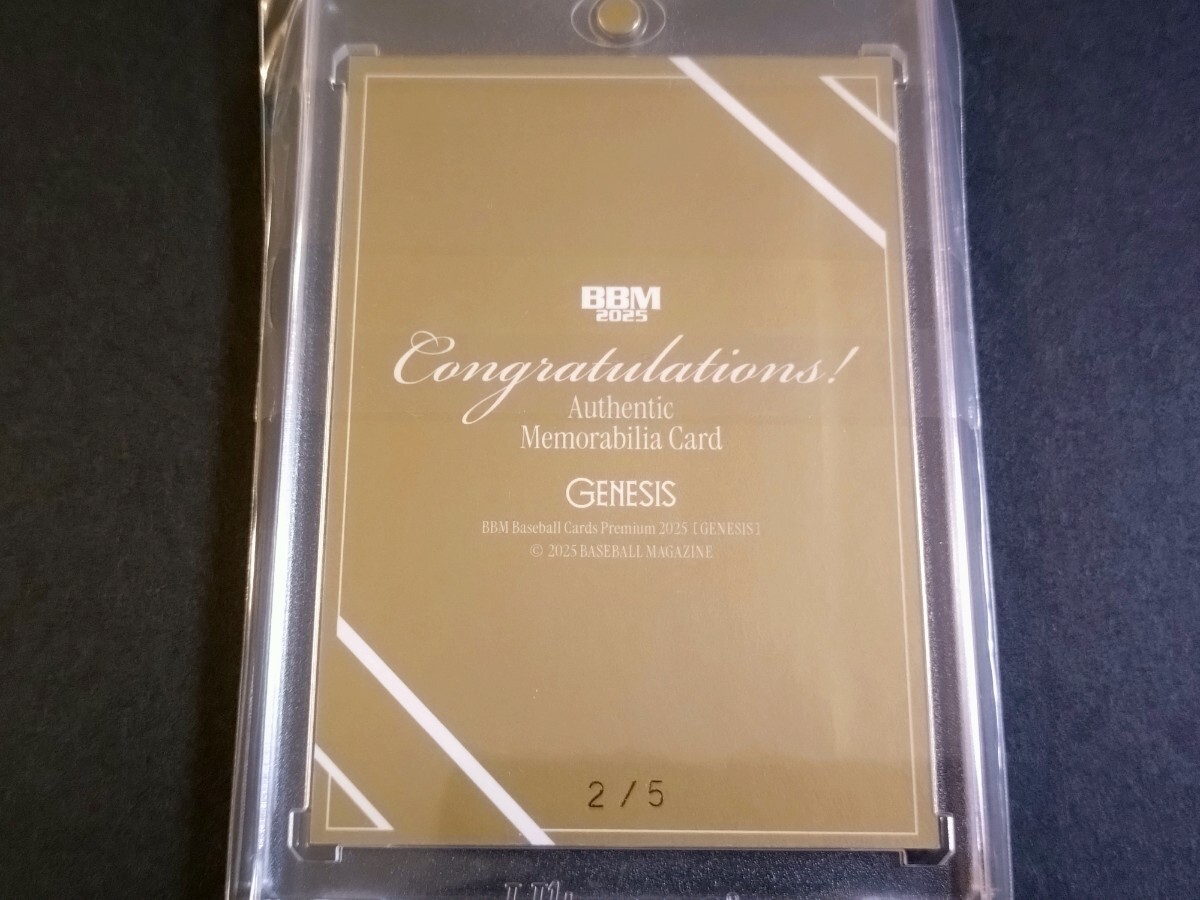 BBM
2025
Congratulations!
Authentic
Memorabilia Card
GENESIS
BBM Baseball Cards Premium 2025 [GENESIS]
© 2025 BASEBALL MAGAZINE
2/5